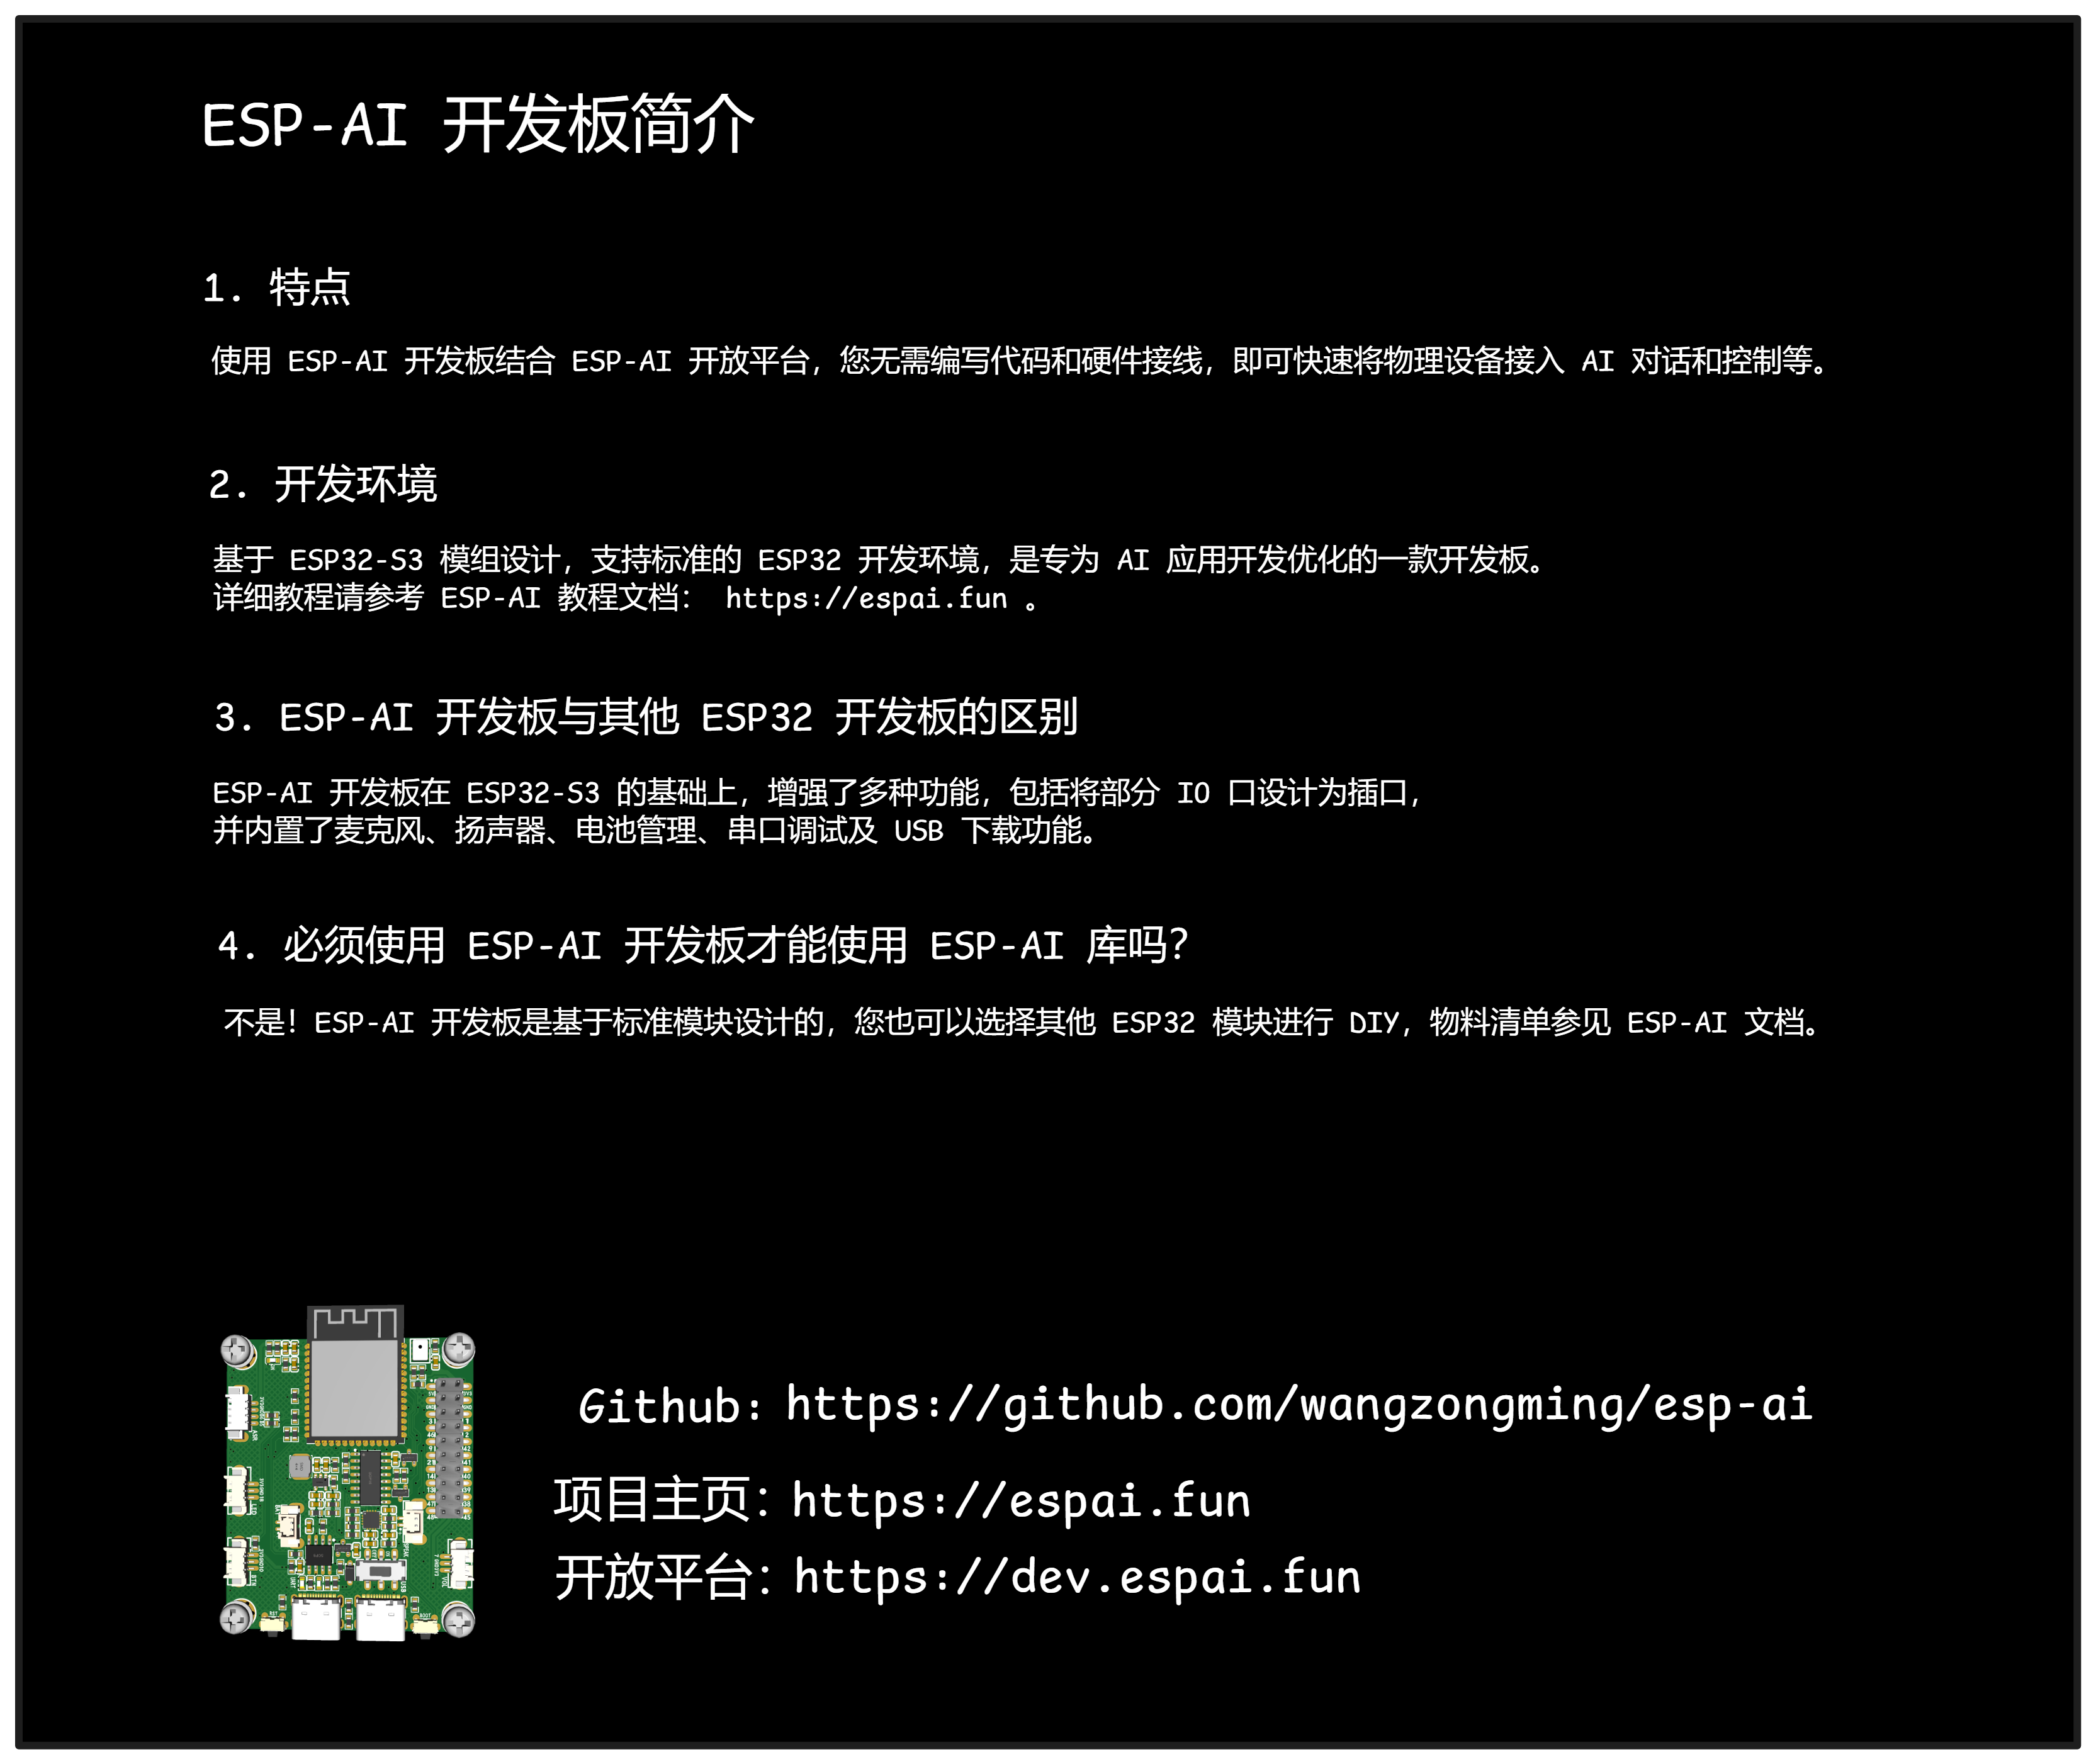 ESP-AI 开发板简介
1. 特点
使用 ESP-AI 开发板结合 ESP-AI 开放平台，您无需编写代码和硬件接线，即可快速将物理设备接入 AI 对话和控制等。
2. 开发环境
基于 ESP32-S3 模组设计，支持标准的 ESP32 开发环境，是专为 AI 应用开发优化的一款开发板。
详细教程请参考 ESP-AI 教程文档： https://espai.fun 。
3. ESP-AI 开发板与其他 ESP32 开发板的区别
ESP-AI 开发板在 ESP32-S3 的基础上，增强了多种功能，包括将部分 IO 口设计为插口，
并内置了麦克风、扬声器、电池管理、串口调试及 USB 下载功能。
4. 必须使用 ESP-AI 开发板才能使用 ESP-AI 库吗？
不是！ESP-AI 开发板是基于标准模块设计的，您也可以选择其他 ESP32 模块进行 DIY，物料清单参见 ESP-AI 文档。
Github: https://github.com/wangzongming/esp-ai
项目主页：https://espai.fun
开放平台：https://dev.espai.fun